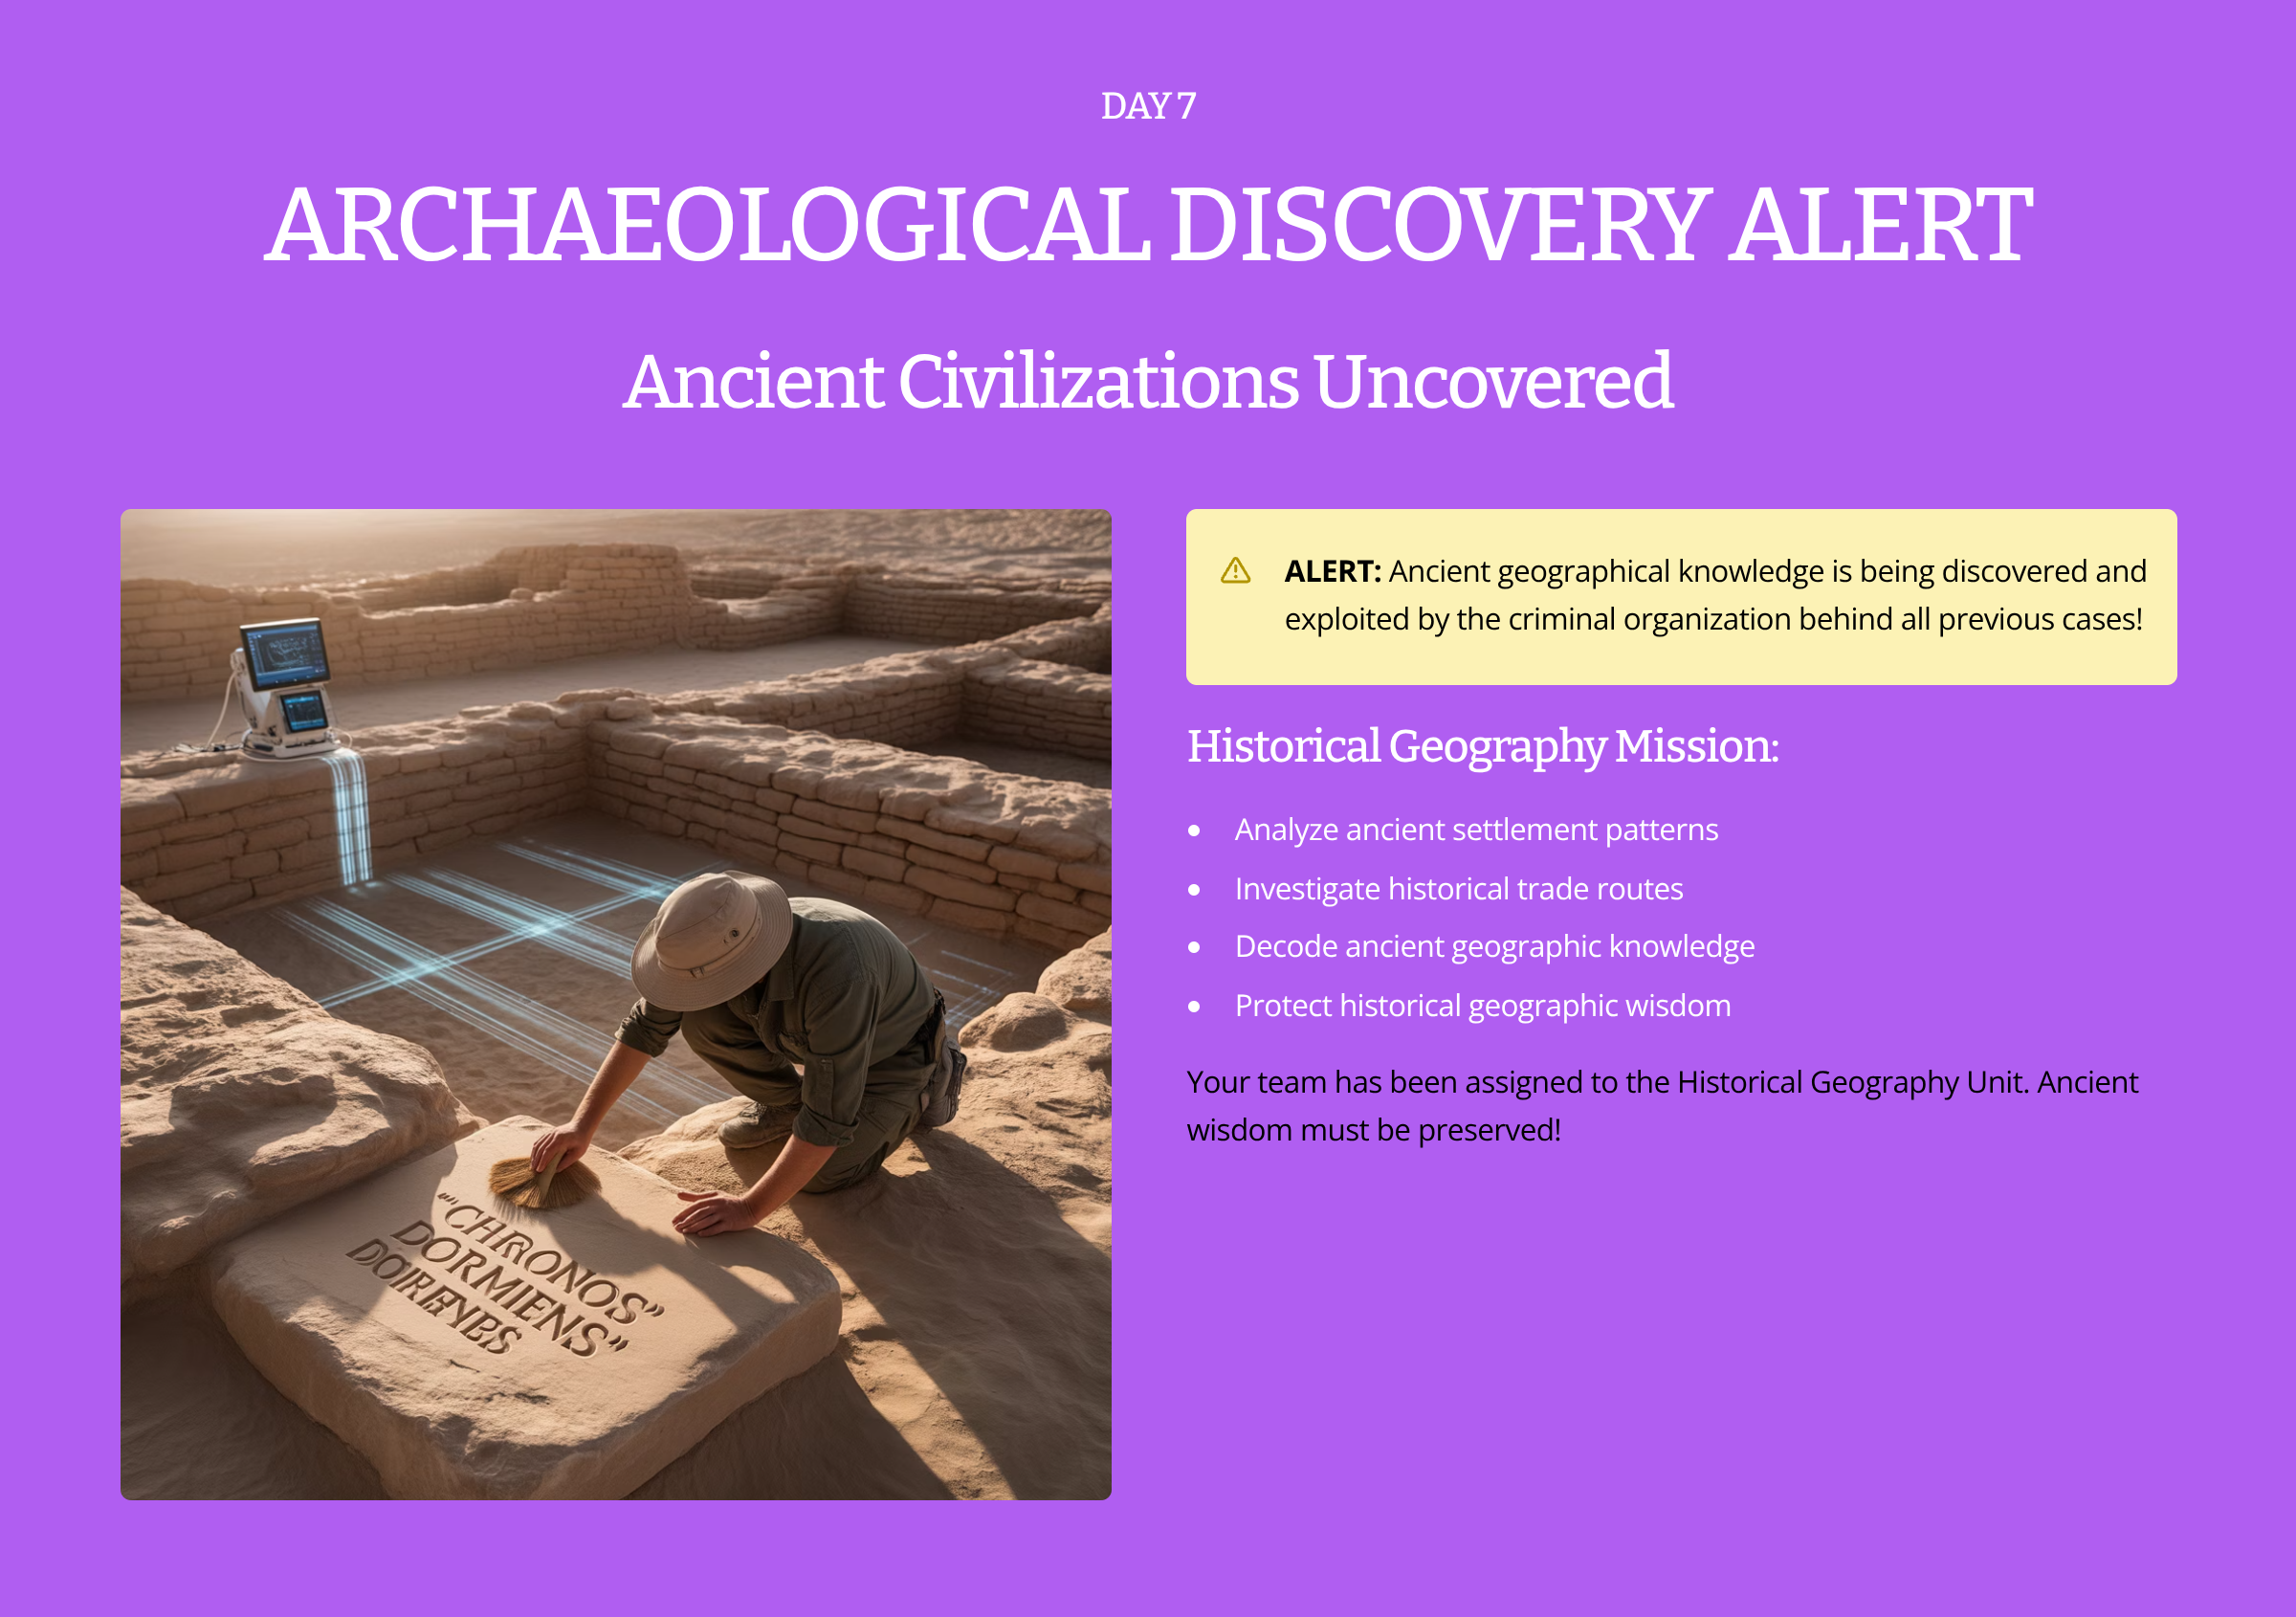 DAY 7
ARCHAEOLOGICAL DISCOVERY ALERT
Ancient Civilizations Uncovered
ALERT: Ancient geographical knowledge is being discovered and
exploited by the criminal organization behind all previous cases!
Historical Geography Mission:
• Analyze ancient settlement patterns
• Investigate historical trade routes
• Decode ancient geographic knowledge
• Protect historical geographic wisdom
Your team has been assigned to the Historical Geography Unit. Ancient
wisdom must be preserved!
"CHRONOS"
DORMIENS"